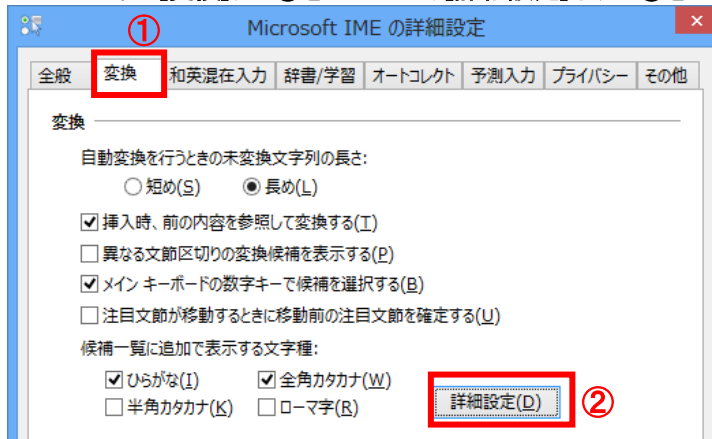 ①
Microsoft IME の詳細設定
全般 変換 和英混在入力 辞書/学習 オートコレクト 予測入力 プライバシー その他
変換
自動変換を行うときの未変換文字列の長さ:
短め(S) 長め(L)
挿入時、前の内容を参照して変換する(T)
異なる文節区切りの変換候補を表示する(P)
メイン キーボードの数字キーで候補を選択する(B)
注目文節が移動するときに移動前の注目文節を確定する(U)
候補一覧に追加で表示する文字種:
ひらがな(I) 全角カタカナ(W)
半角カタカナ(K) ローマ字(R)
詳細設定(D) ②